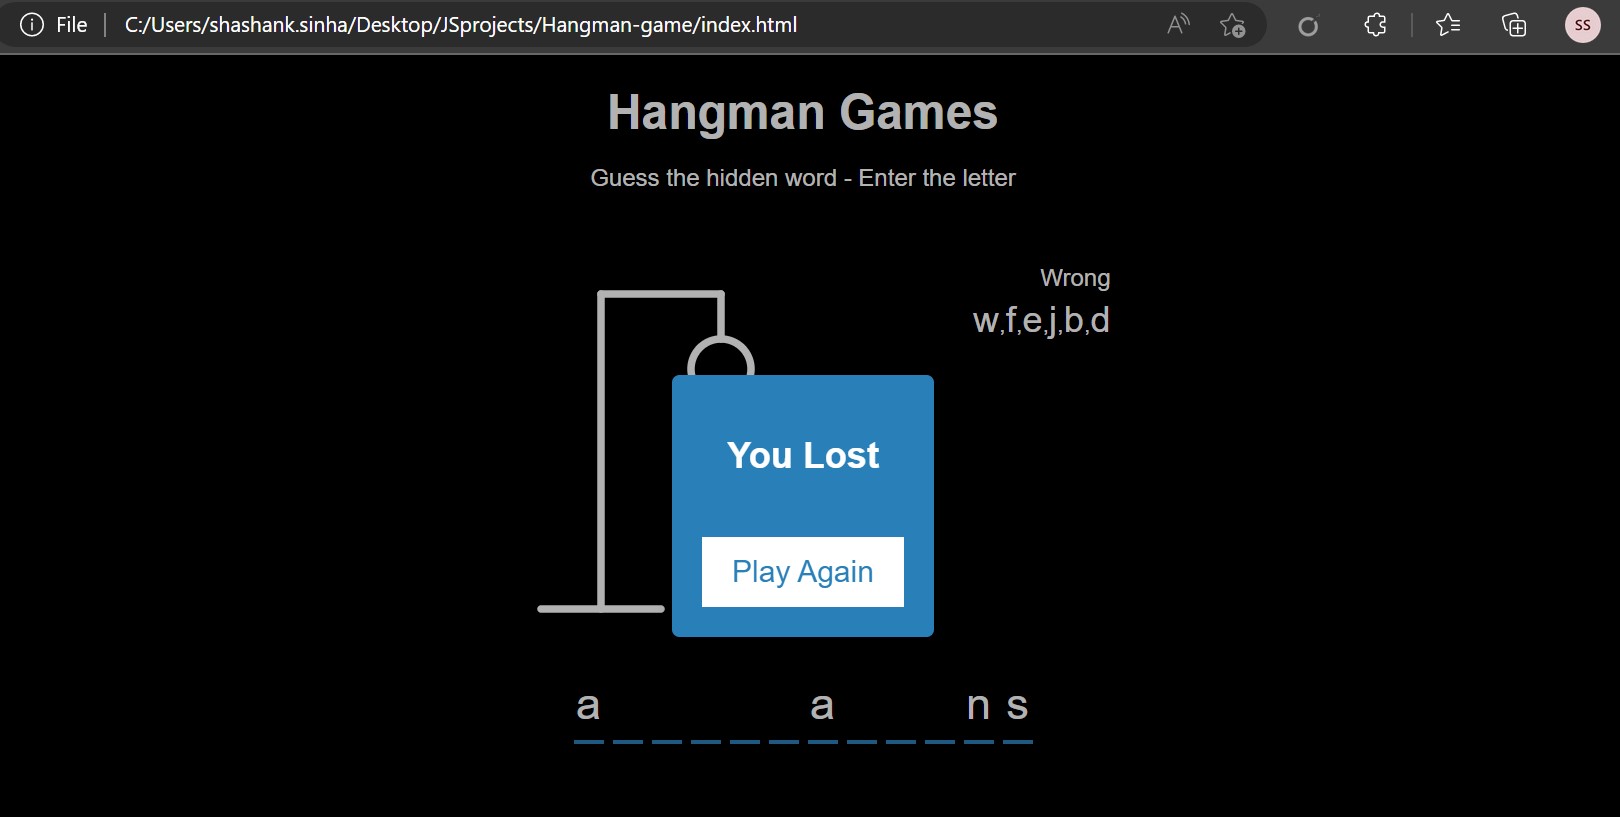 File C:/Users/shashank.sinha/Desktop/JSprojects/Hangman-game/index.html A SS
Hangman Games
Guess the hidden word - Enter the letter
Wrong
w,f,e,j,b,d
You Lost
Play Again
a a n s